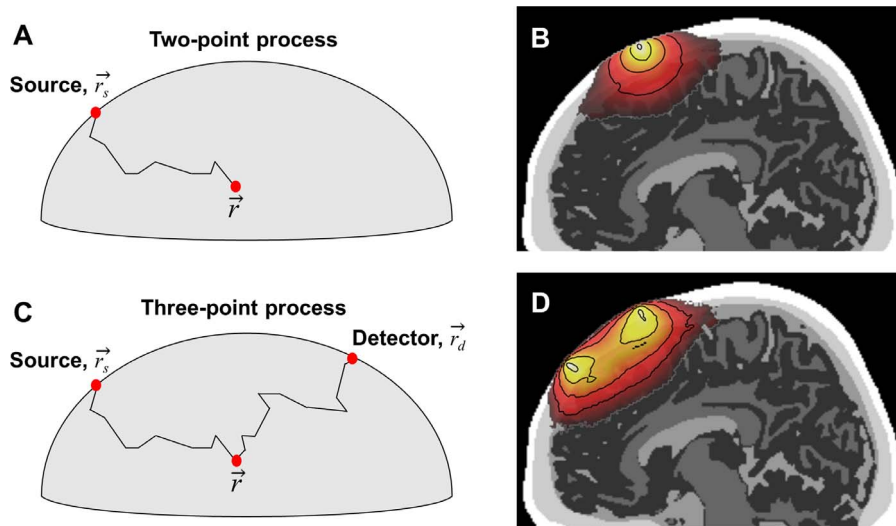 A
Two-point process
Source, r⃗s
r⃗
B
C
Three-point process
Detector, r⃗d
Source, r⃗s
r⃗
D